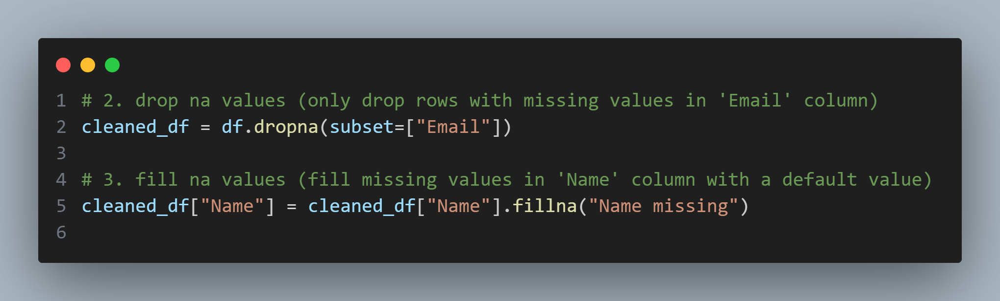 1 # 2. drop na values (only drop rows with missing values in 'Email' column)
2 cleaned_df = df.dropna(subset=["Email"])
3
4 # 3. fill na values (fill missing values in 'Name' column with a default value)
5 cleaned_df["Name"] = cleaned_df["Name"].fillna("Name missing")
6